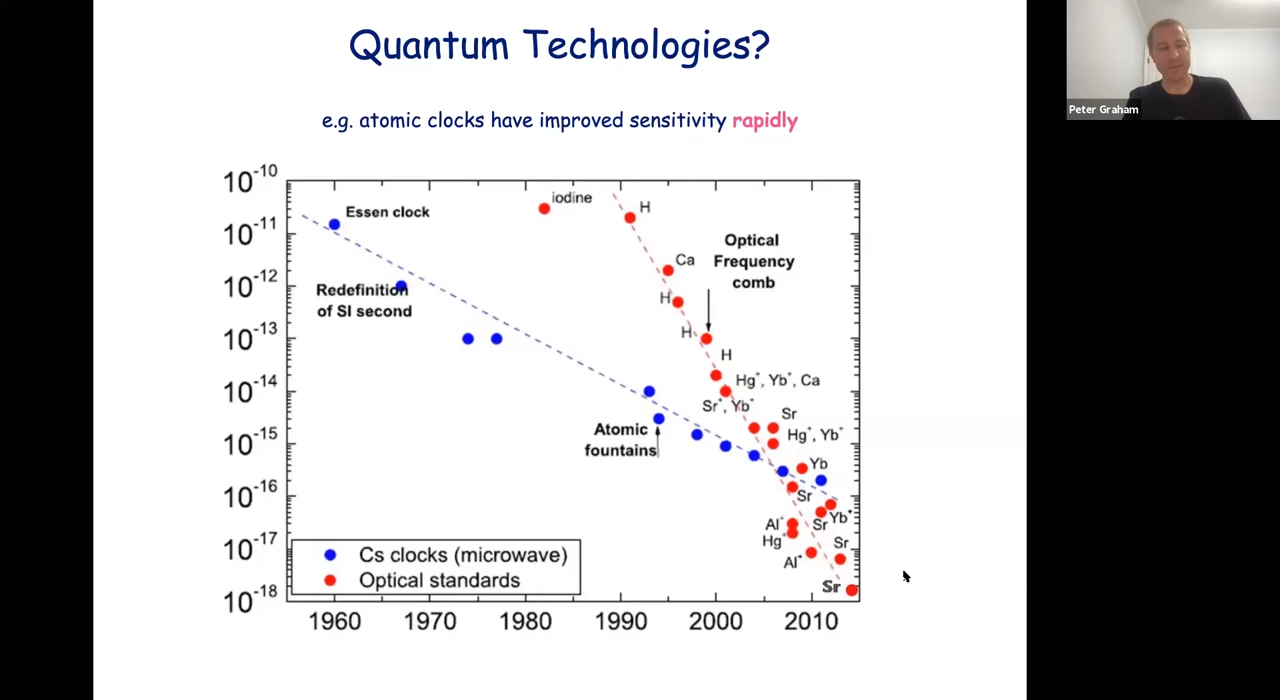 Quantum Technologies?
Peter Graham
e.g. atomic clocks have improved sensitivity rapidly
10-10
10-11
10-12
10-13
10-14
10-15
10-16
10-17
10-18
Essen clock
iodine
H
Optical
Frequency
comb
Ca
Redefinition
of SI second
H
H
H
Hg+, Yb+, Ca
Sr+, Yb+
Sr
Atomic
fountains
Hg+, Yb+
Yb
Sr
Yb+
Sr
Al+
Hg+
Sr
Al+
Sr
Cs clocks (microwave)
Optical standards
1960 1970 1980 1990 2000 2010